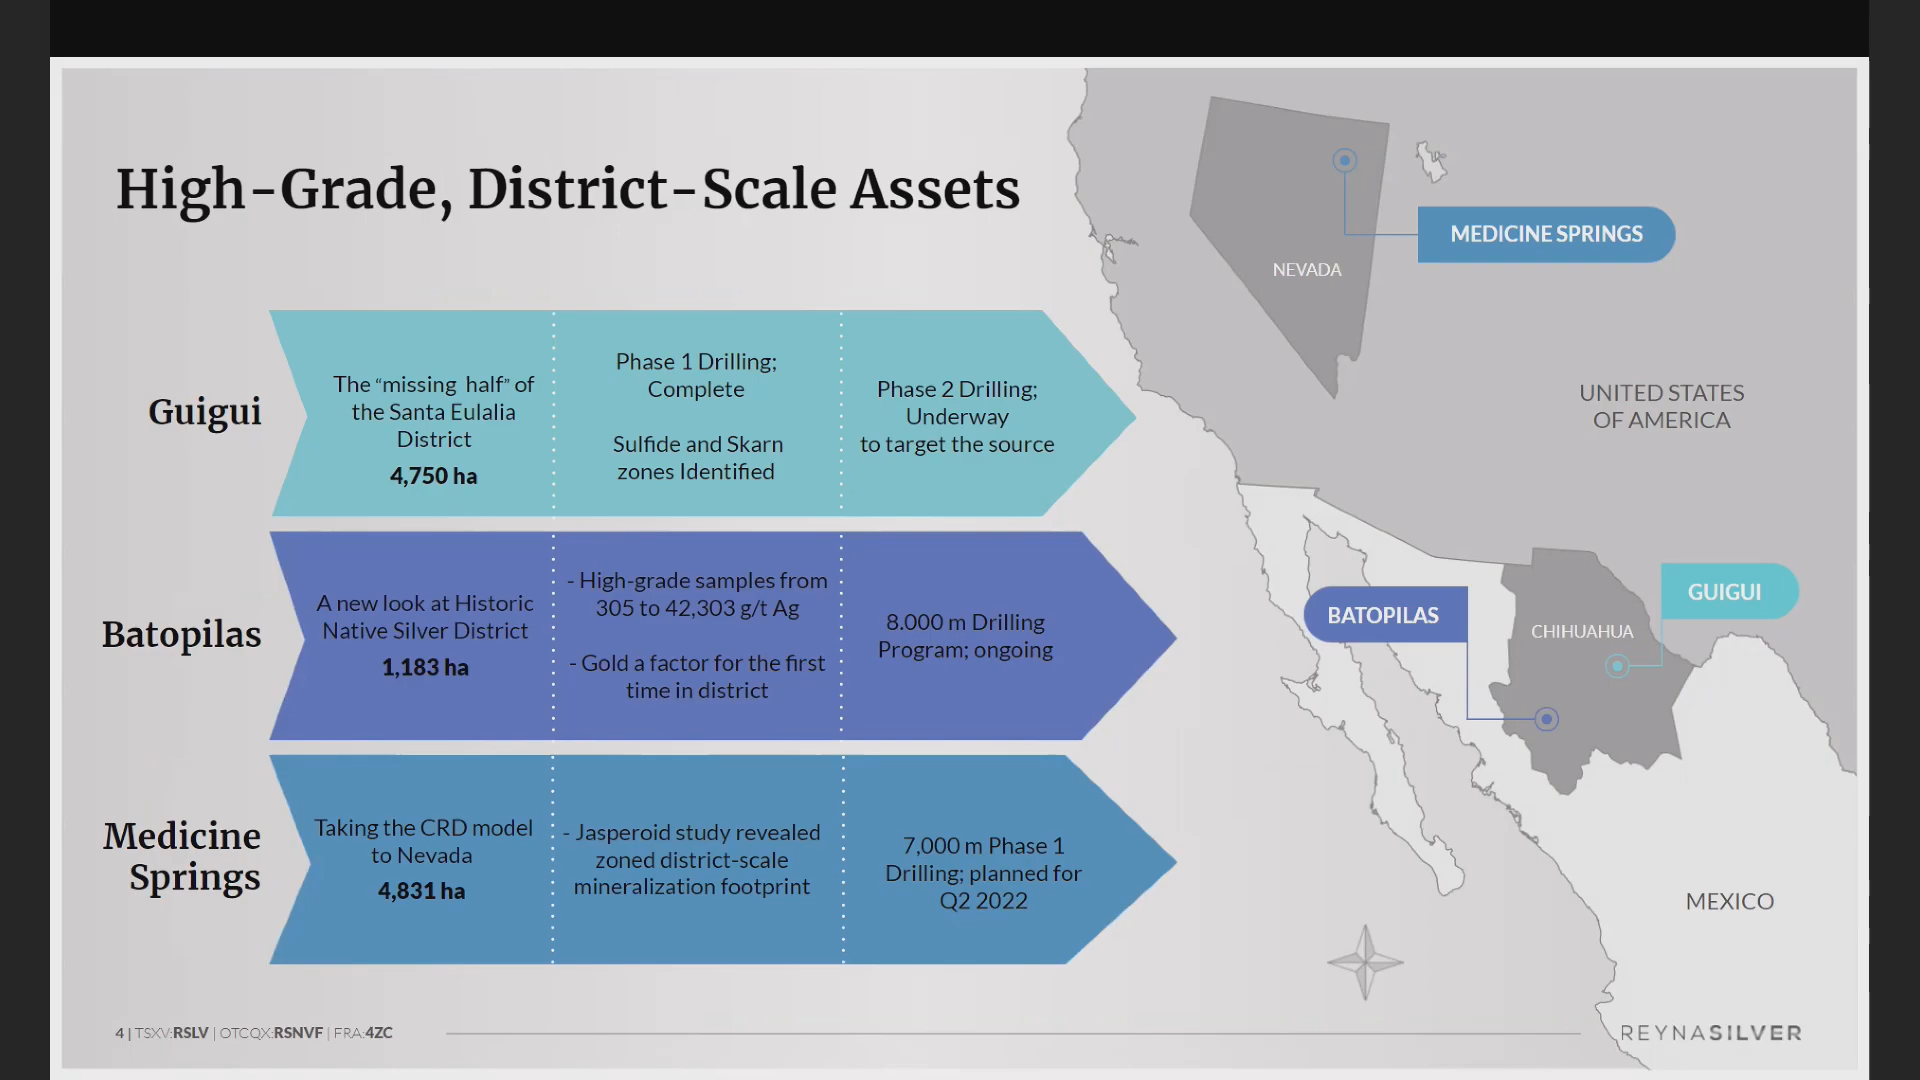 High-Grade, District-Scale Assets
Guigui
The “missing half” of
the Santa Eulalia
District
4,750 ha
Phase 1 Drilling;
Complete
Sulfide and Skarn
zones Identified
Phase 2 Drilling;
Underway
to target the source
Batopilas
A new look at Historic
Native Silver District
1,183 ha
- High-grade samples from
305 to 42,303 g/t Ag
- Gold a factor for the first
time in district
8.000 m Drilling
Program; ongoing
Medicine
Springs
Taking the CRD model
to Nevada
4,831 ha
- Jasperoid study revealed
zoned district-scale
mineralization footprint
7,000 m Phase 1
Drilling; planned for
Q2 2022
MEDICINE SPRINGS
NEVADA
UNITED STATES
OF AMERICA
GUIGUI
BATOPILAS
CHIHUAHUA
MEXICO
4 | TSXV:RSLV | OTCQX:RSNVF | FRA:4ZC
REYNASILVER